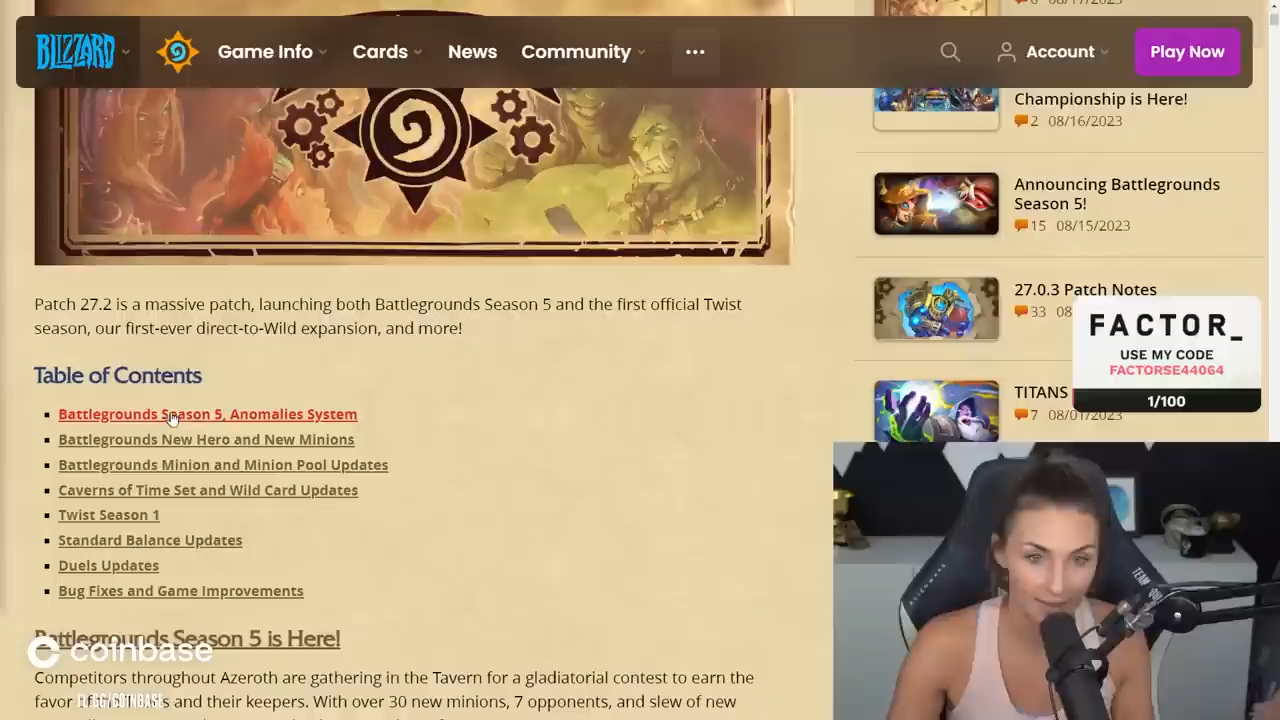 BLIZZARD
Game Info
Cards
News
Community
Account
Play Now
08/17/2023
Championship is Here!
2 08/16/2023
Announcing Battlegrounds
Season 5!
15 08/15/2023
27.0.3 Patch Notes
33 08
TITANS
7 08/01/2023
FACTOR_
USE MY CODE
FACTORSE44064
1/100
Patch 27.2 is a massive patch, launching both Battlegrounds Season 5 and the first official Twist
season, our first-ever direct-to-Wild expansion, and more!
Table of Contents
Battlegrounds Season 5, Anomalies System
Battlegrounds New Hero and New Minions
Battlegrounds Minion and Minion Pool Updates
Caverns of Time Set and Wild Card Updates
Twist Season 1
Standard Balance Updates
Duels Updates
Bug Fixes and Game Improvements
Battlegrounds Season 5 is Here!
coinbase
Competitors throughout Azeroth are gathering in the Tavern for a gladiatorial contest to earn the
favor and their keepers. With over 30 new minions, 7 opponents, and slew of new
ALIENWARE
TEAM